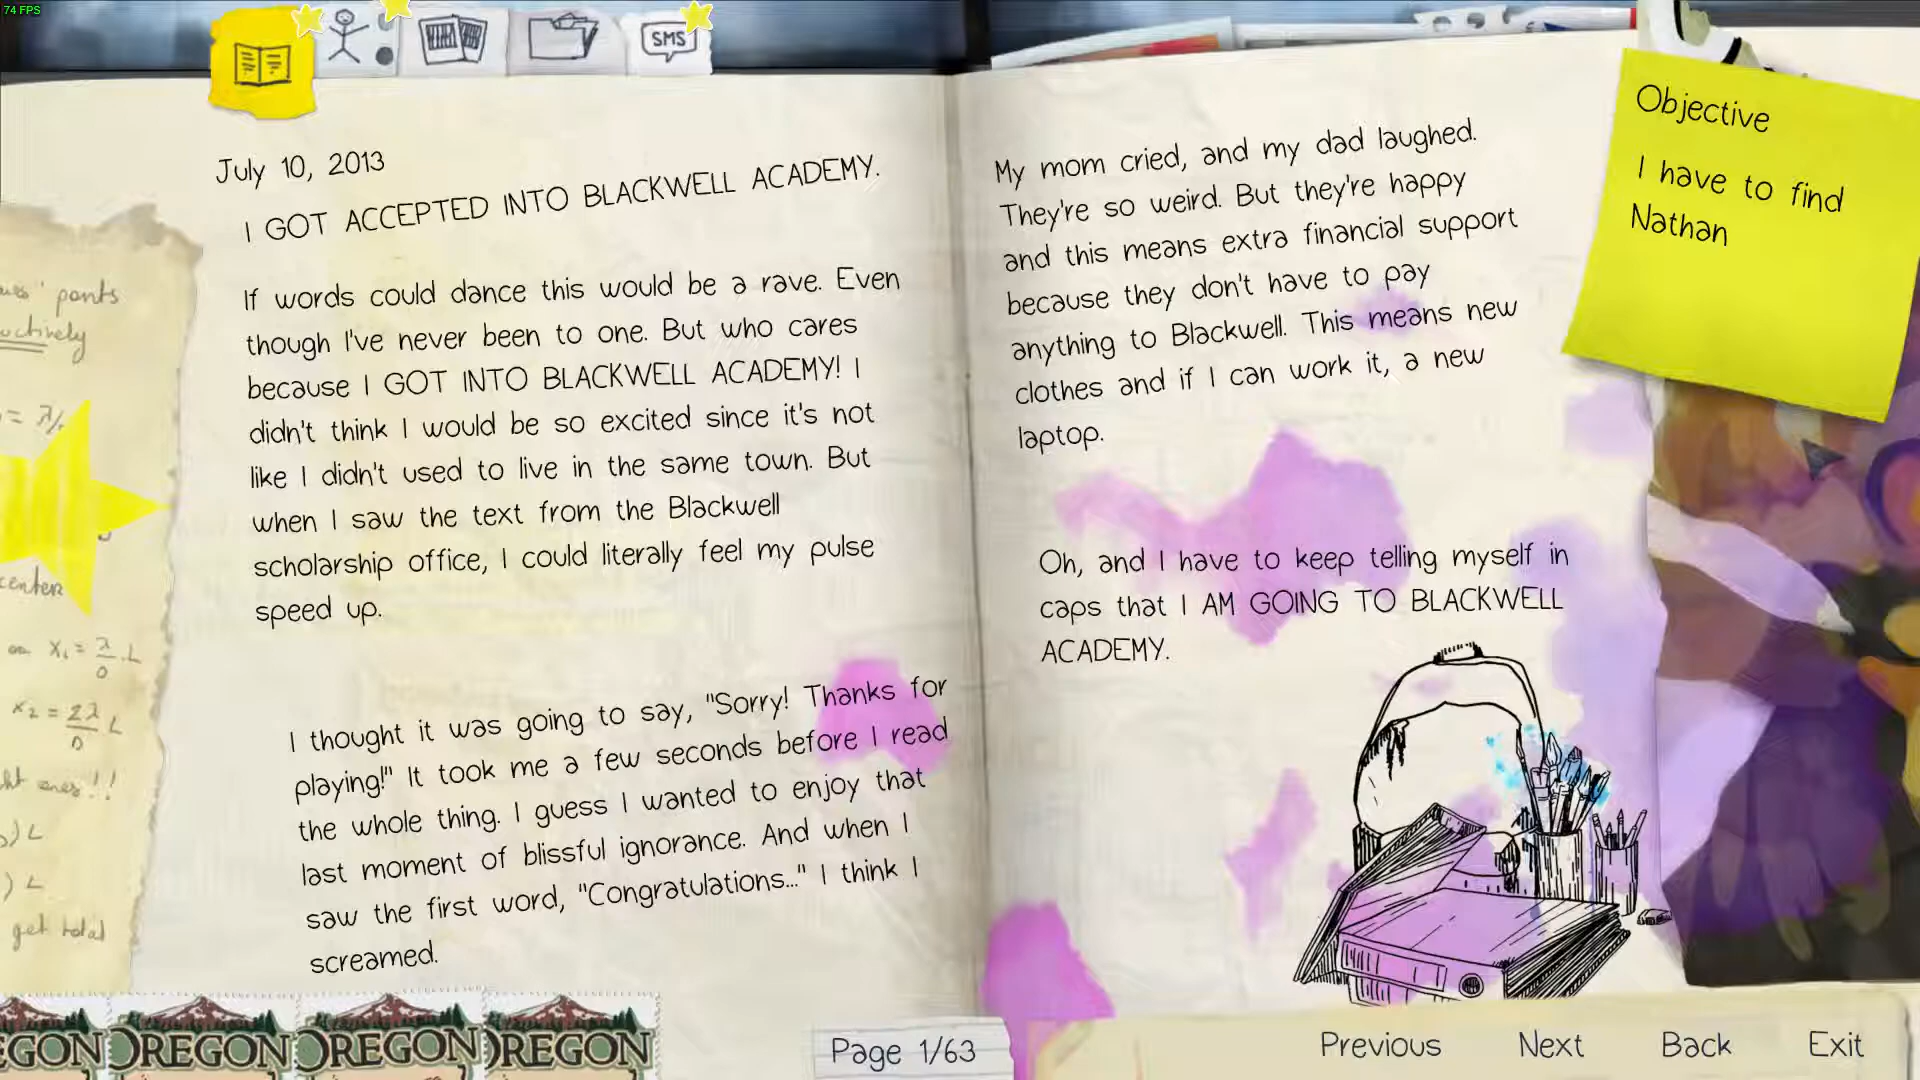 74 FPS
SMS
July 10, 2013
I GOT ACCEPTED INTO BLACKWELL ACADEMY.
If words could dance this would be a rave. Even
though I've never been to one. But who cares
because I GOT INTO BLACKWELL ACADEMY! I
didn't think I would be so excited since it's not
like I didn't used to live in the same town. But
when I saw the text from the Blackwell
scholarship office, I could literally feel my pulse
speed up.
I thought it was going to say, "Sorry! Thanks for
playing!" It took me a few seconds before I read
the whole thing. I guess I wanted to enjoy that
last moment of blissful ignorance. And when I
saw the first word, "Congratulations..." I think I
screamed.
My mom cried, and my dad laughed.
They're so weird. But they're happy
and this means extra financial support
because they don't have to pay
anything to Blackwell. This means new
clothes and if I can work it, a new
laptop.
Oh, and I have to keep telling myself in
caps that I AM GOING TO BLACKWELL
ACADEMY.
Objective
I have to find
Nathan
points
center
get total
EGON OREGON OREGON OREGON
Page 1/63
Previous Next Back Exit